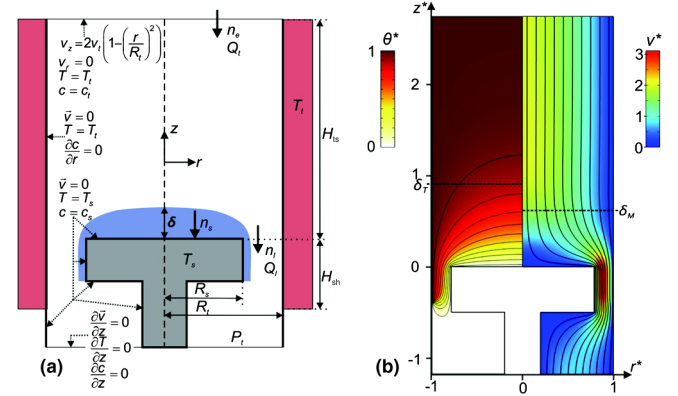 v_z=2v_t(1-(r/R_t)^2)
v_r = 0
T = T_t
c = c_t
n_e
Q_t
v⃗ = 0
T = T_t
∂c/∂r = 0
T_t
z
r
H_ts
v⃗ = 0
T = T_s
c = c_s
δ
n_s
n_l
Q_l
T_s
H_sh
R_s
R_t
∂v⃗/∂z = 0
∂T/∂z = 0
∂c/∂z = 0
P_t
(a)
z*
θ*
1
0
v*
3
2
1
0
2
1
δ_T
δ_M
0
-1
-1
0
1
r*
(b)